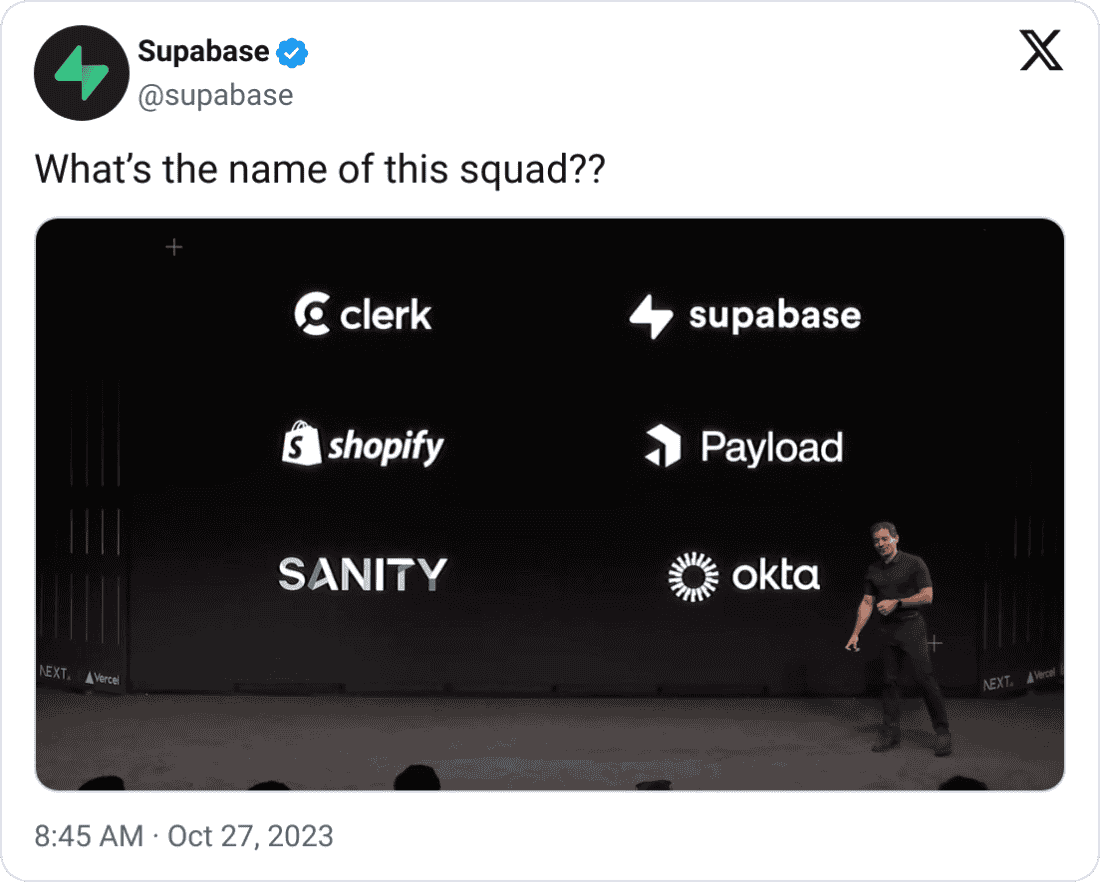 Supabase
@supabase
What’s the name of this squad??
clerk
supabase
shopify
Payload
SANITY
okta
NEXT.
Vercel
NEXT.
Vercel
8:45 AM · Oct 27, 2023